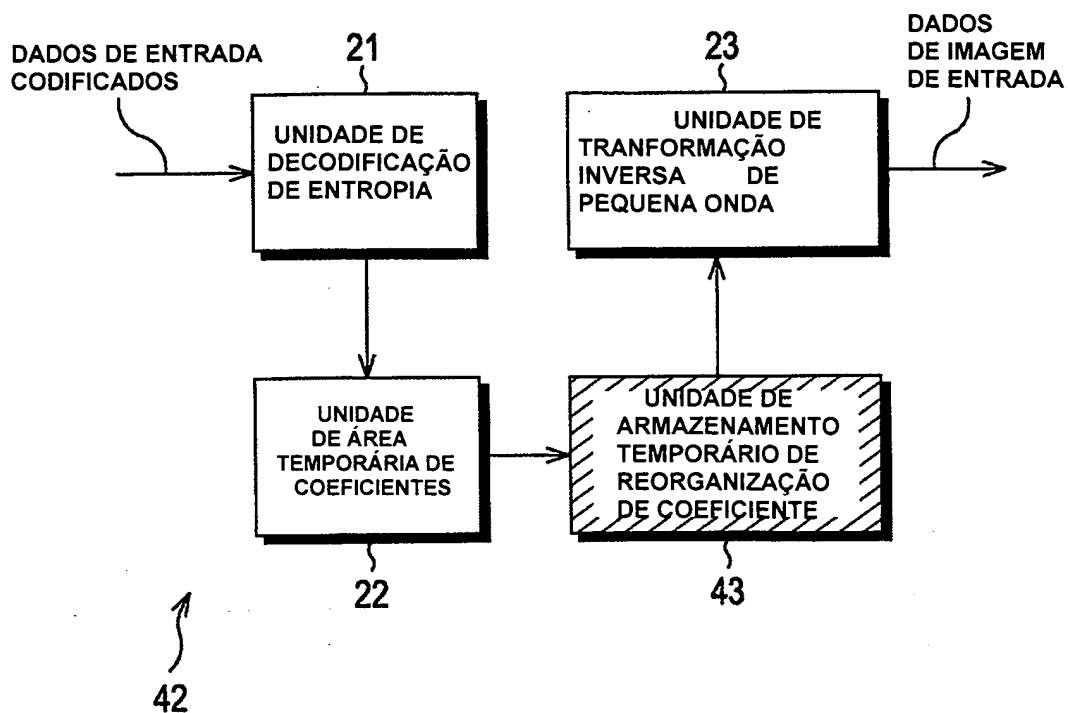 DADOS DE ENTRADA
CODIFICADOS
21
UNIDADE DE
DECODIFICAÇÃO
DE ENTROPIA
23
UNIDADE DE
TRANFORMAÇÃO
INVERSA DE
PEQUENA ONDA
DADOS
DE IMAGEM
DE ENTRADA
UNIDADE
DE ÁREA
TEMPORÁRIA DE
COEFICIENTES
22
UNIDADE DE
ARMAZENAMENTO
TEMPORÁRIO DE
REORGANIZAÇÃO
DE COEFICIENTE
43
42